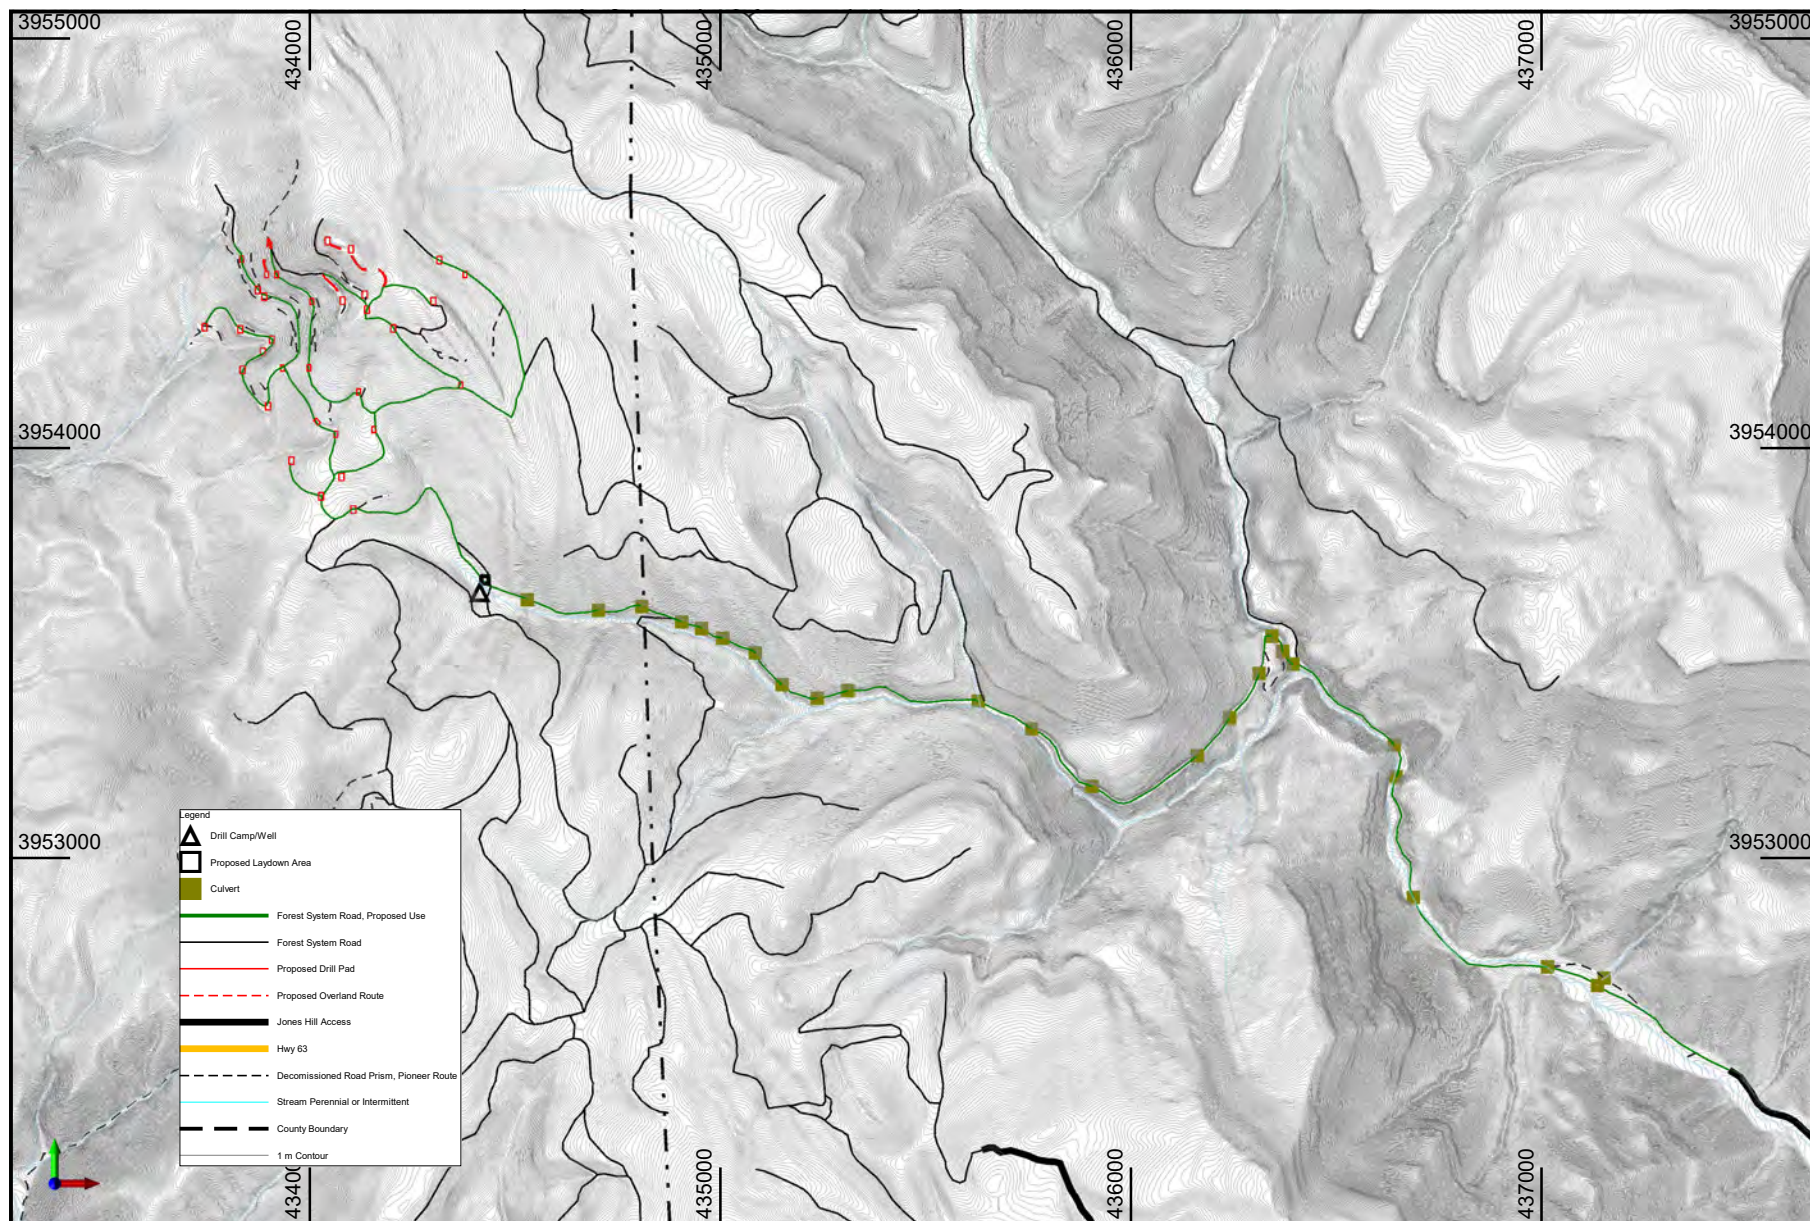 3955000
434000
435000
436000
437000
3955000
3954000
3954000
3953000
3953000
Legend
Drill Camp/Well
Proposed Laydown Area
Culvert
Forest System Road, Proposed Use
Forest System Road
Proposed Drill Pad
Proposed Overland Route
Jones Hill Access
Hwy 63
Decomissioned Road Prism, Pioneer Route
Stream Perennial or Intermittent
County Boundary
1 m Contour
434000
435000
436000
437000